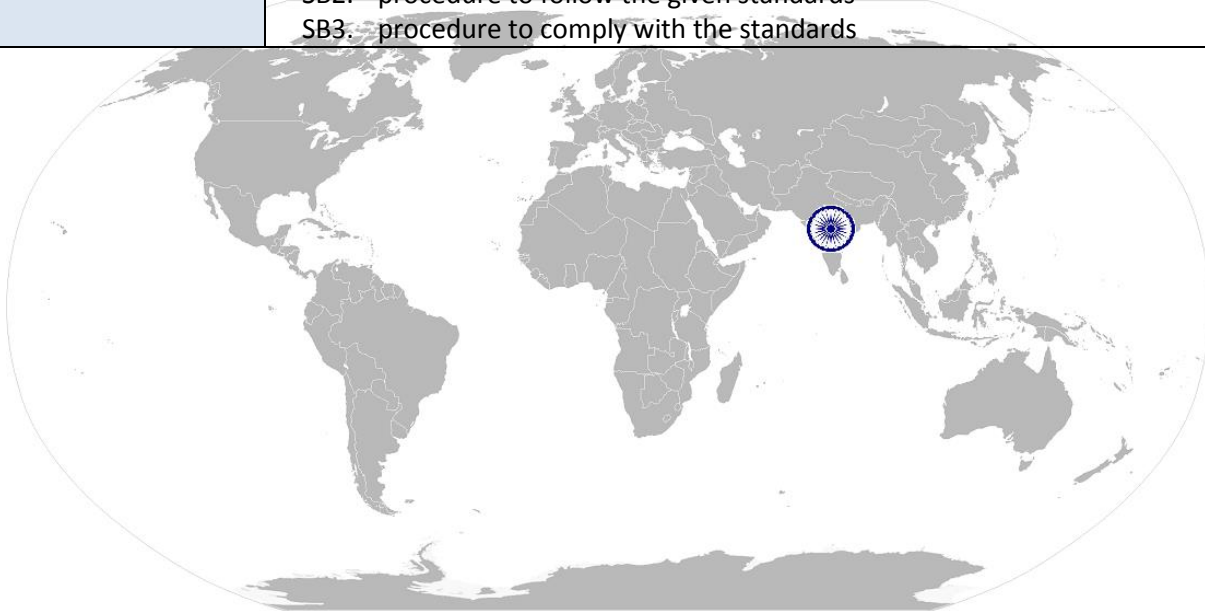 SB2. procedure to follow the given standards
SB3. procedure to comply with the standards